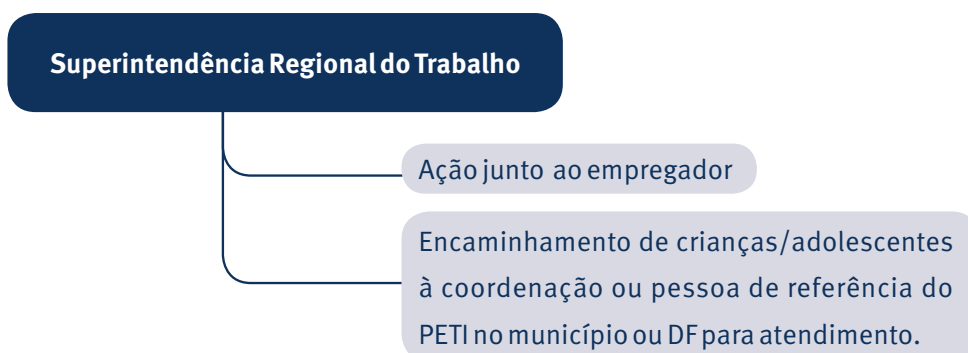 Superintendência Regional do Trabalho
Ação junto ao empregador
Encaminhamento de crianças/adolescentes
à coordenação ou pessoa de referência do
PETI no município ou DF para atendimento.